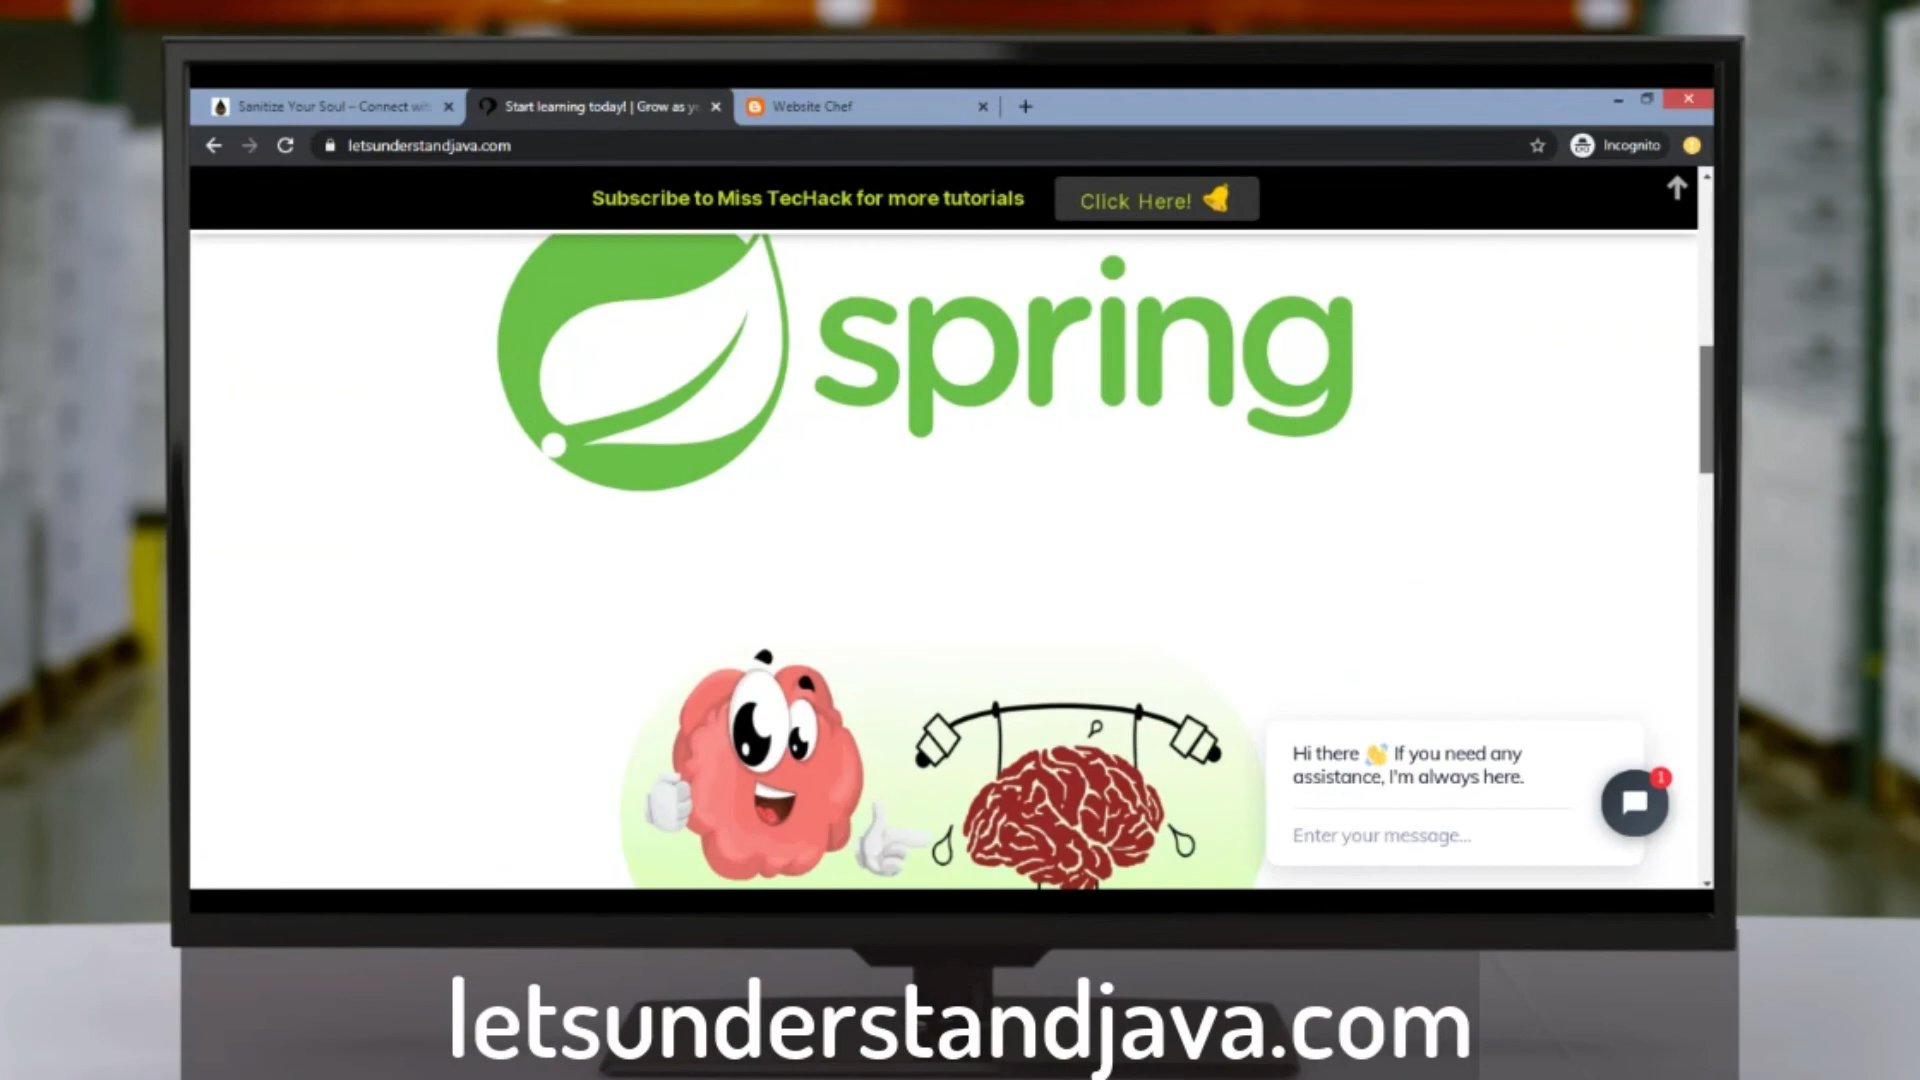 Sanitize Your Soul – Connect wit
Start learning today! | Grow as yo
Website Chef
letsunderstandjava.com
Incognito
Subscribe to Miss TecHack for more tutorials
Click Here!
spring
Hi there 👋 If you need any
assistance, I'm always here.
1
Enter your message...
letsunderstandjava.com